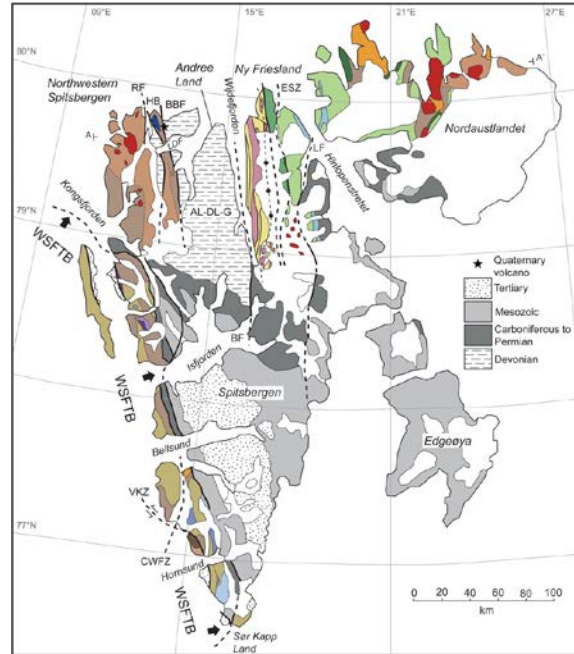 09°E
15°E
21°E
27°E
80°N
79°N
77°N
Northwestern
Spitsbergen
Andree
Land
Ny Friesland
Nordaustlandet
RF
HB
BBF
Wijdefjorden
ESZ
LF
Hinlopenstretet
A
A'
AL-DL-G
Kongsfjorden
WSFTB
BF
Isfjorden
Spitsbergen
WSFTB
Bellsund
VKZ
CWFZ
Hornsund
WSFTB
Sør Kapp
Land
Edgeøya
Quaternary
volcano
Tertiary
Mesozoic
Carboniferous to
Permian
Devonian
0 20 40 60 80 100
km